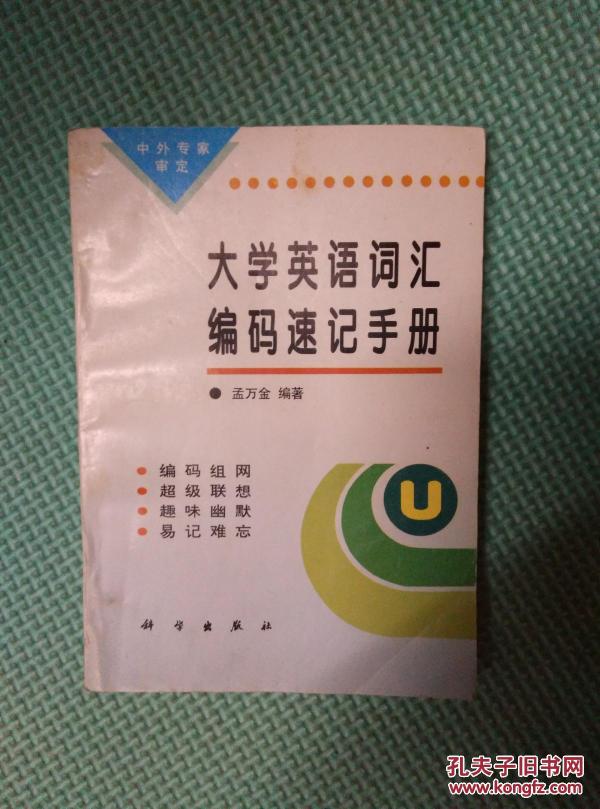 中外专家
审定
大学英语词汇
编码速记手册
● 孟万金 编著
● 编码组网
● 超级联想
● 趣味幽默
● 易记难忘
U
科学出版社
孔夫子旧书网
www.kongfz.com